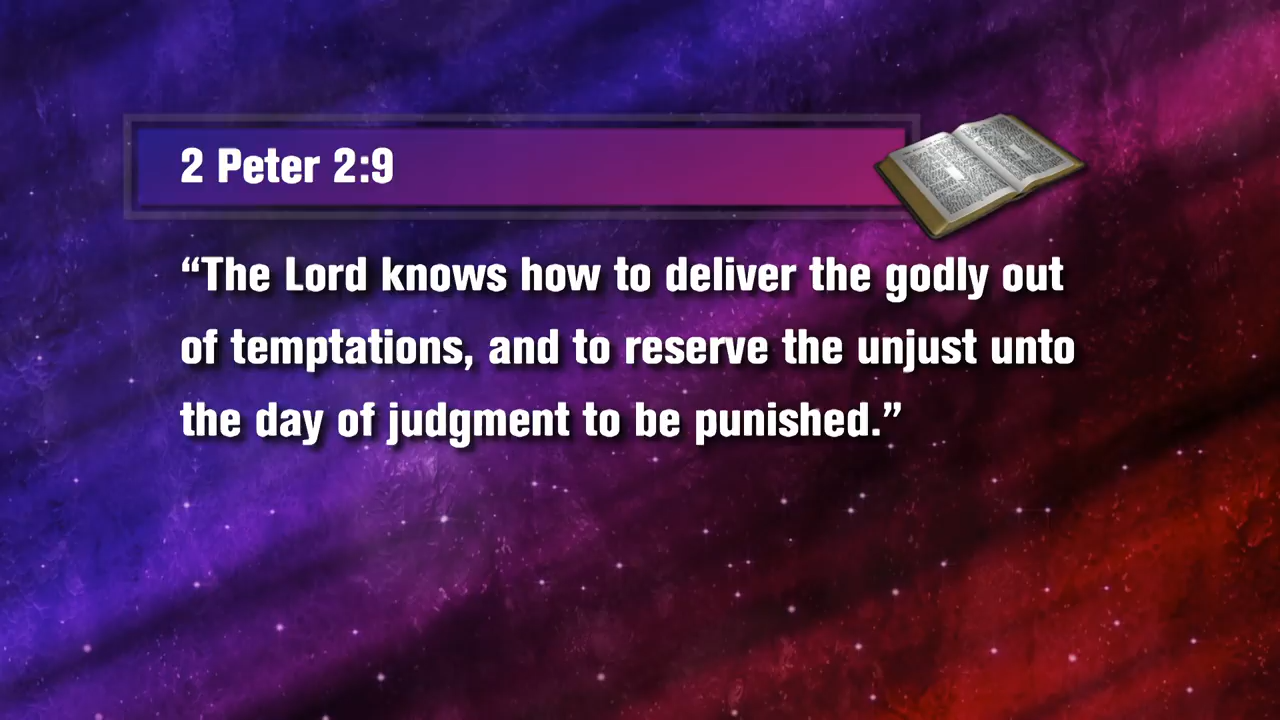 2 Peter 2:9
“The Lord knows how to deliver the godly out
of temptations, and to reserve the unjust unto
the day of judgment to be punished.”